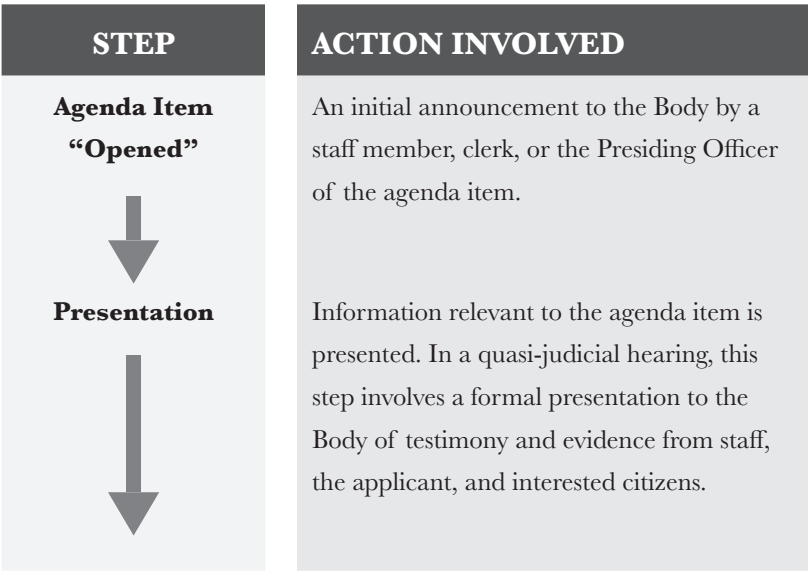 STEP
ACTION INVOLVED
Agenda Item
“Opened”
An initial announcement to the Body by a
staff member, clerk, or the Presiding Officer
of the agenda item.
Presentation
Information relevant to the agenda item is
presented. In a quasi-judicial hearing, this
step involves a formal presentation to the
Body of testimony and evidence from staff,
the applicant, and interested citizens.